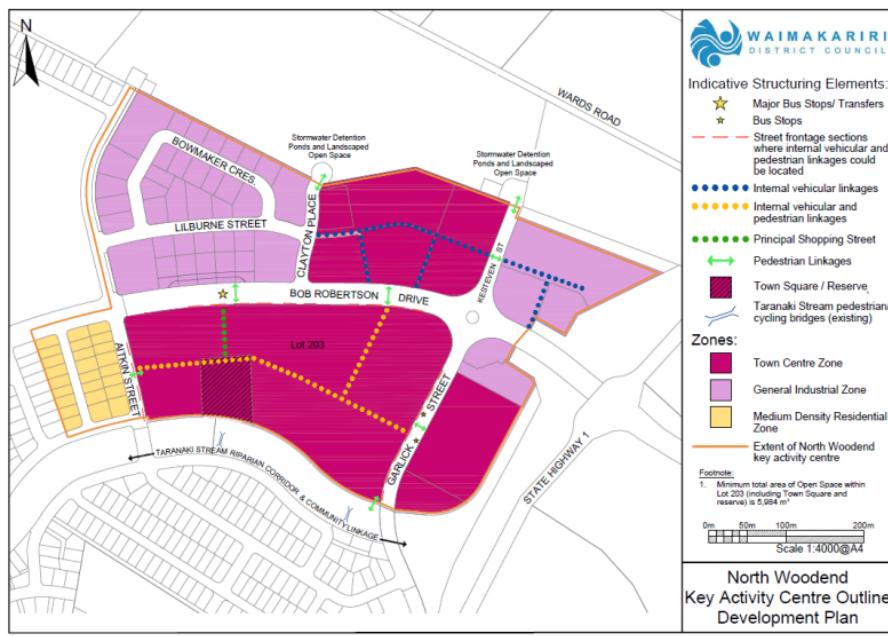 N
WAIMAKARIRI
DISTRICT COUNCIL
Indicative Structuring Elements:
Major Bus Stops/ Transfers
Bus Stops
Street frontage sections
where internal vehicular and
pedestrian linkages could
be located
Internal vehicular linkages
Internal vehicular and
pedestrian linkages
Principal Shopping Street
Pedestrian Linkages
Town Square / Reserve
Taranaki Stream pedestrian/
cycling bridges (existing)
Zones:
Town Centre Zone
General Industrial Zone
Medium Density Residential
Zone
Extent of North Woodend
key activity centre
Footnote:
1. Minimum total area of Open Space within
Lot 203 (including Town Square and
reserve) is 5,984 m²
0m 50m 100m 200m
Scale 1:4000@A4
North Woodend
Key Activity Centre Outline
Development Plan
WARDS ROAD
Stormwater Detention
Ponds and Landscaped
Open Space
Stormwater Detention
Ponds and Landscaped
Open Space
BOWMAKER CRES.
LILBURNE STREET
CLAYTON PLACE
KESTEVEN ST
BOB ROBERTSON DRIVE
Lot 203
AITKIN STREET
GARLICK STREET
STATE HIGHWAY 1
TARANAKI STREAM RIPARIAN CORRIDOR & COMMUNITY LINKAGE